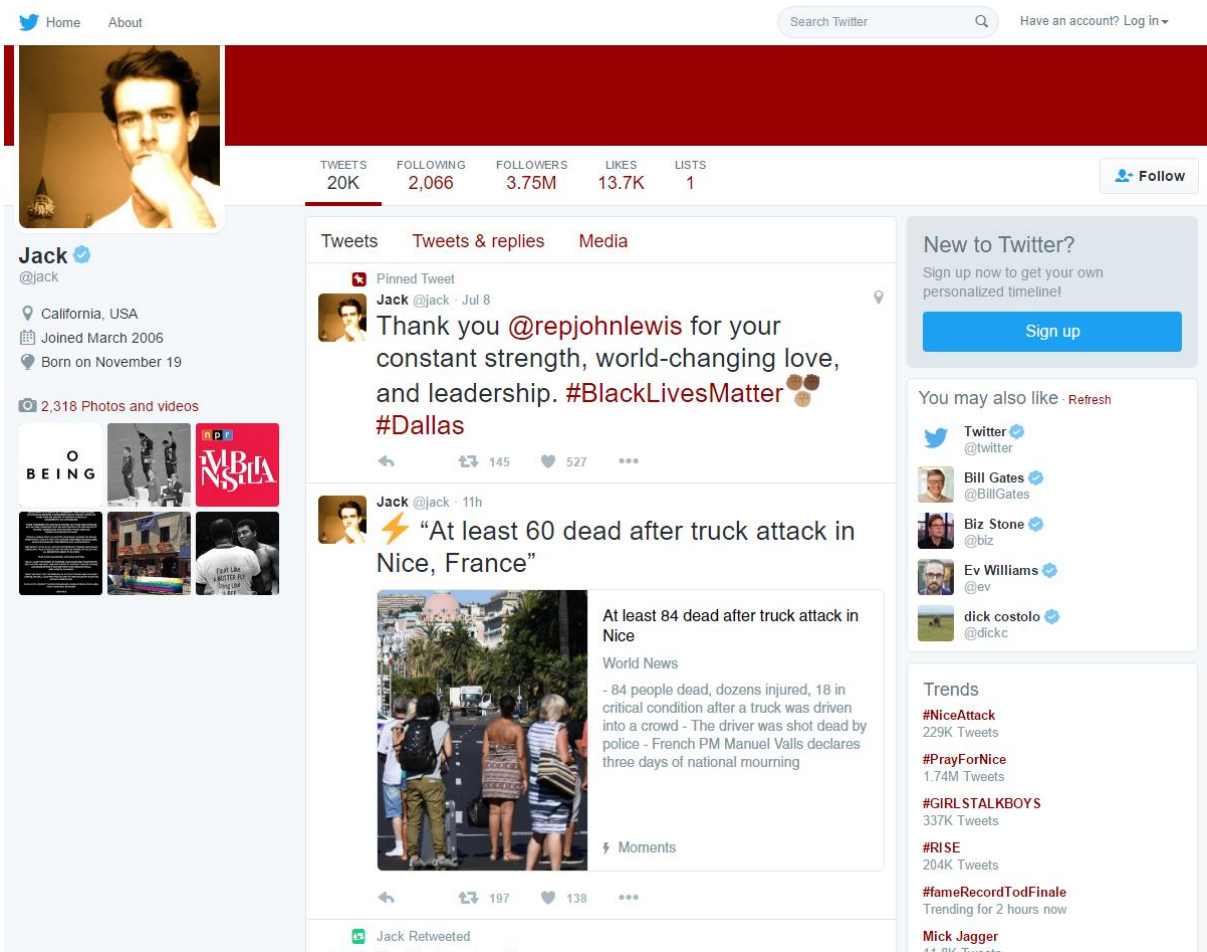 Home About
Search Twitter
Have an account? Log in
TWEETS FOLLOWING FOLLOWERS LIKES LISTS
20K 2,066 3.75M 13.7K 1
Follow
Jack
@jack
California, USA
Joined March 2006
Born on November 19
2,318 Photos and videos
O
BEING
npr
Float Like
A BUTTERFLY
Sting Like
A BEE
Tweets Tweets & replies Media
Pinned Tweet
Jack @jack · Jul 8
Thank you @repjohnlewis for your
constant strength, world-changing love,
and leadership. #BlackLivesMatter
#Dallas
145 527
Jack @jack · 11h
“At least 60 dead after truck attack in
Nice, France”
At least 84 dead after truck attack in
Nice
World News
- 84 people dead, dozens injured, 18 in
critical condition after a truck was driven
into a crowd - The driver was shot dead by
police - French PM Manuel Valls declares
three days of national mourning
Moments
197 138
Jack Retweeted
New to Twitter?
Sign up now to get your own
personalized timeline!
Sign up
You may also like · Refresh
Twitter
@twitter
Bill Gates
@BillGates
Biz Stone
@biz
Ev Williams
@ev
dick costolo
@dickc
Trends
#NiceAttack
229K Tweets
#PrayForNice
1.74M Tweets
#GIRLSTALKBOYS
337K Tweets
#RISE
204K Tweets
#fameRecordTodFinale
Trending for 2 hours now
Mick Jagger
11.8K Tweets